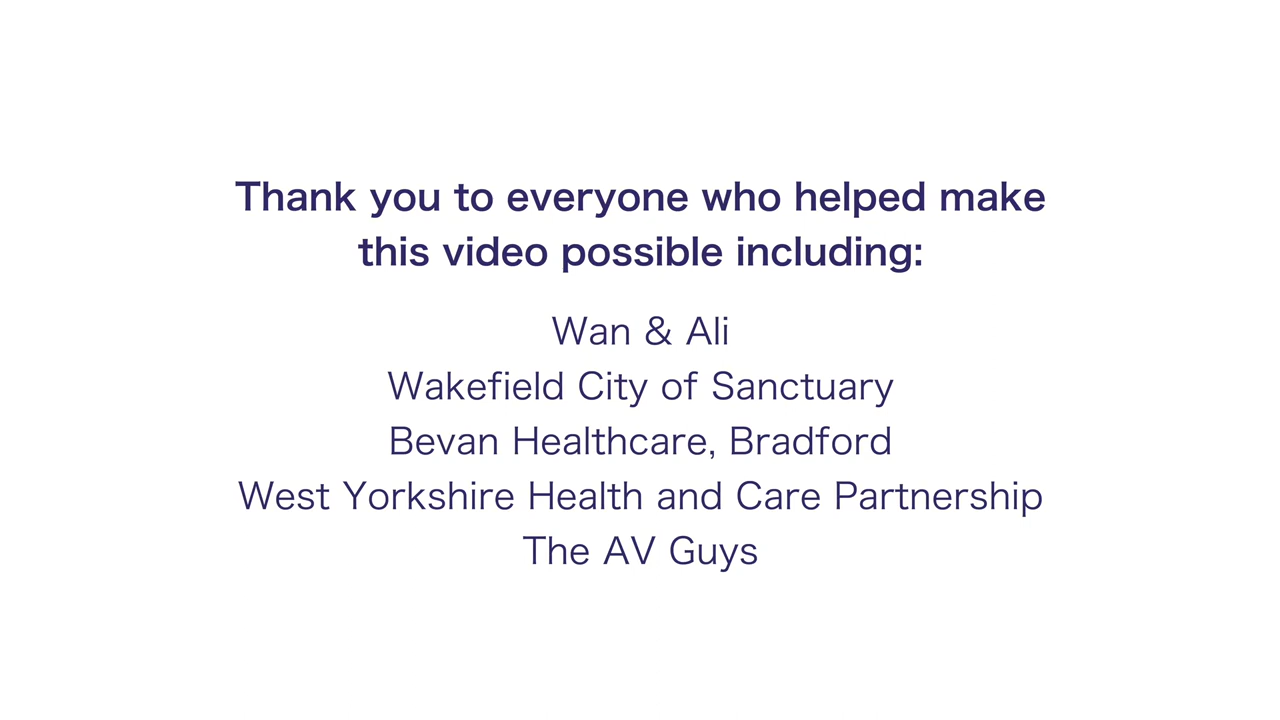 Thank you to everyone who helped make
this video possible including:
Wan & Ali
Wakefield City of Sanctuary
Bevan Healthcare, Bradford
West Yorkshire Health and Care Partnership
The AV Guys